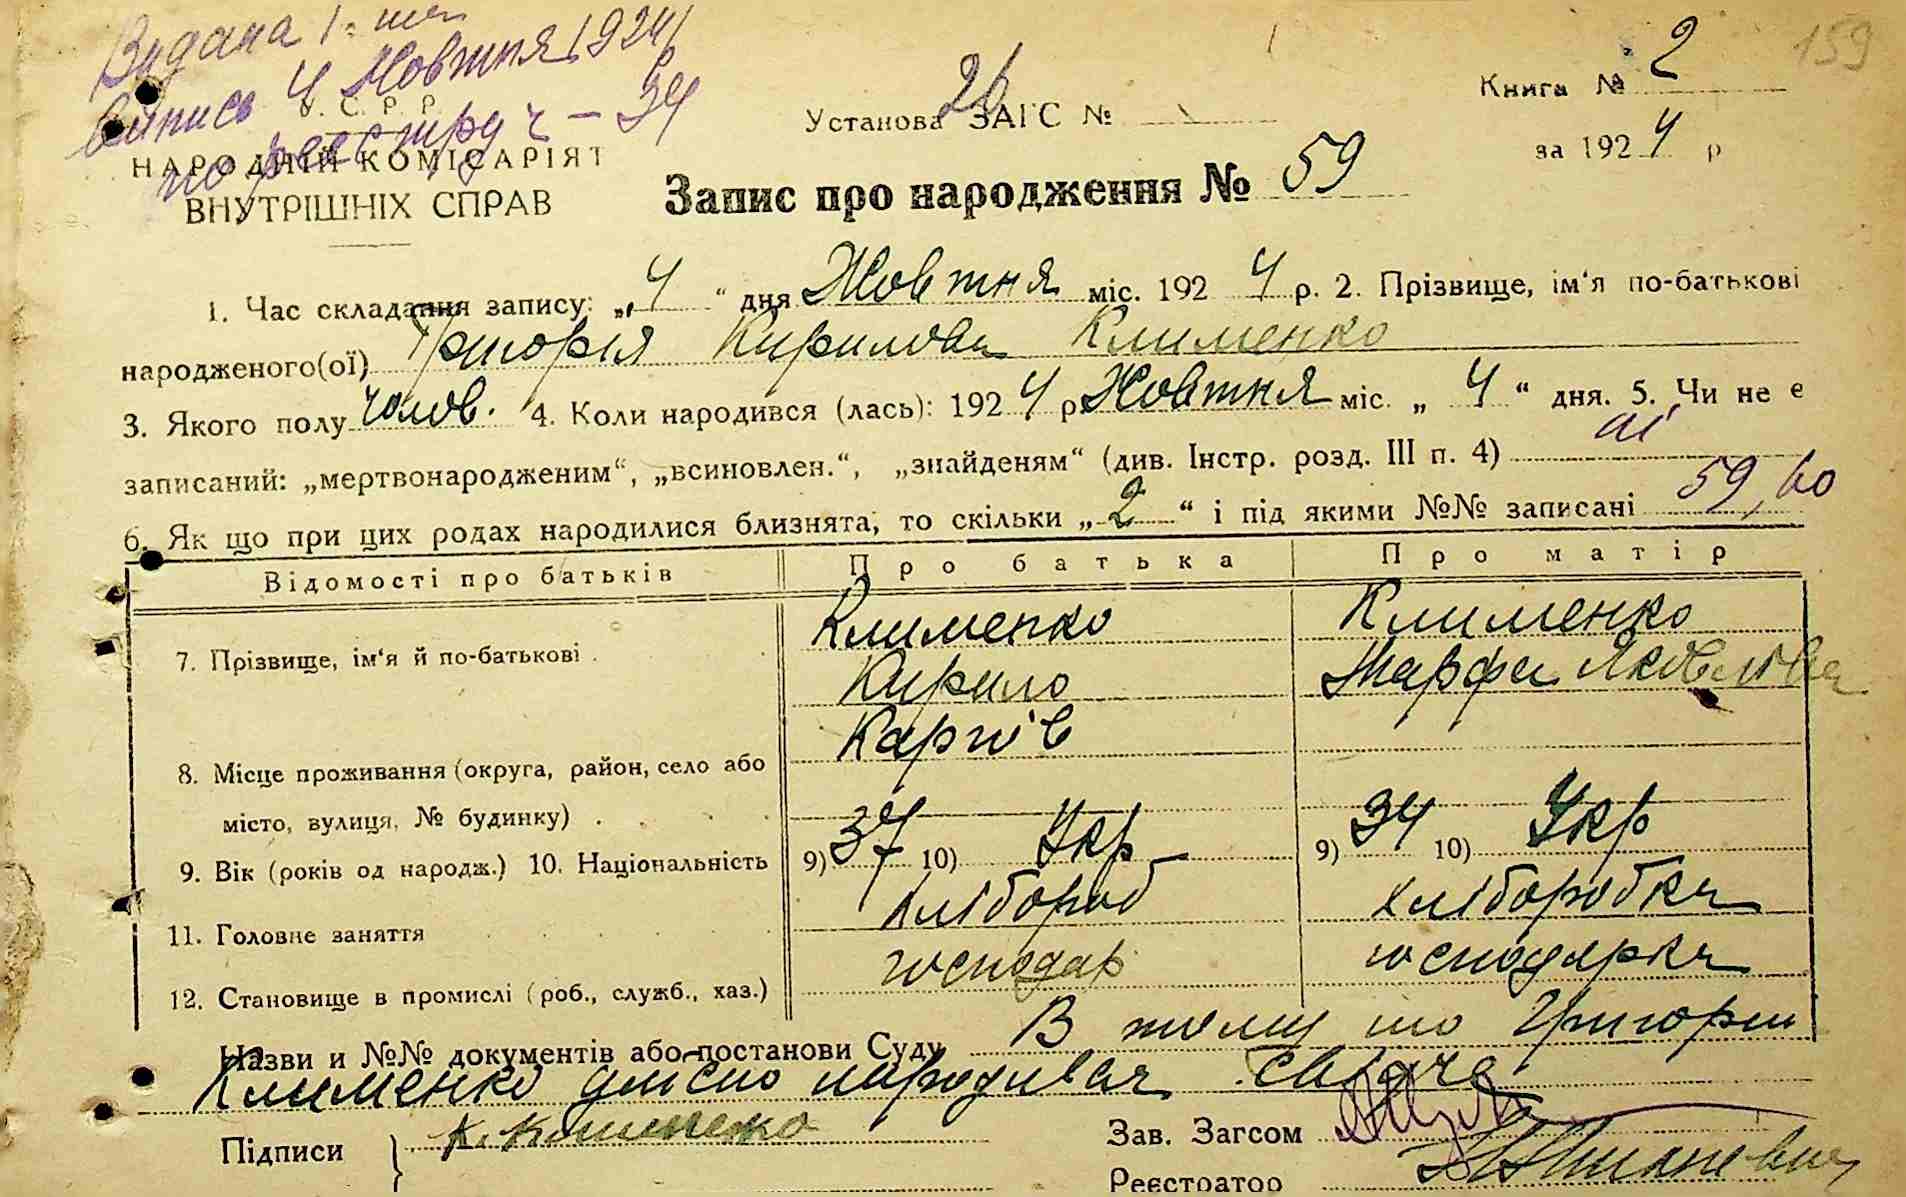 Видана
випись 4 Жовтня 1924
по реєстру ч – 34
У. С. Р. Р.
НАРОДНІЙ КОМІСАРІЯТ
ВНУТРІШНІХ СПРАВ
Установа ЗАГС № 26
Книга № 2
159
за 1924 р
Запис про народження № 59
1. Час складання запису: „4“ дня Жовтня міс. 1924 р. 2. Прізвище, ім'я по-батькові
народженого(ої) Григорія Кирилова Клименко
3. Якого полу чолов. 4. Коли народився (лась): 1924 р Жовтня міс. „4“ дня. 5. Чи не є
записаний: „мертвонародженим“, „всиновлен.“, „знайденям“ (див. Інстр. розд. III п. 4) ні
6. Як що при цих родах народилися близнята, то скільки „2“ і під якими №№ записані 59, 60
Відомості про батьків Про батька Про матір
7. Прізвище, ім'я й по-батькові Клименко Клименко
Кирило Марфа Яковлівна
Карпів
8. Місце проживання (округа, район, село або
місто, вулиця, № будинку)
9. Вік (років од народж.) 10. Національність 9) 37 10) Укр 9) 34 10) Укр
11. Головне заняття хлібороб хліборобка
12. Становище в промислі (роб., служб., хаз.) господар господарка
Назви и №№ документів або постанови Суду В тому що Григорій
Клименко дійсно народився свідче
Підписи К. Клименко
Зав. Загсом
Реєстратор